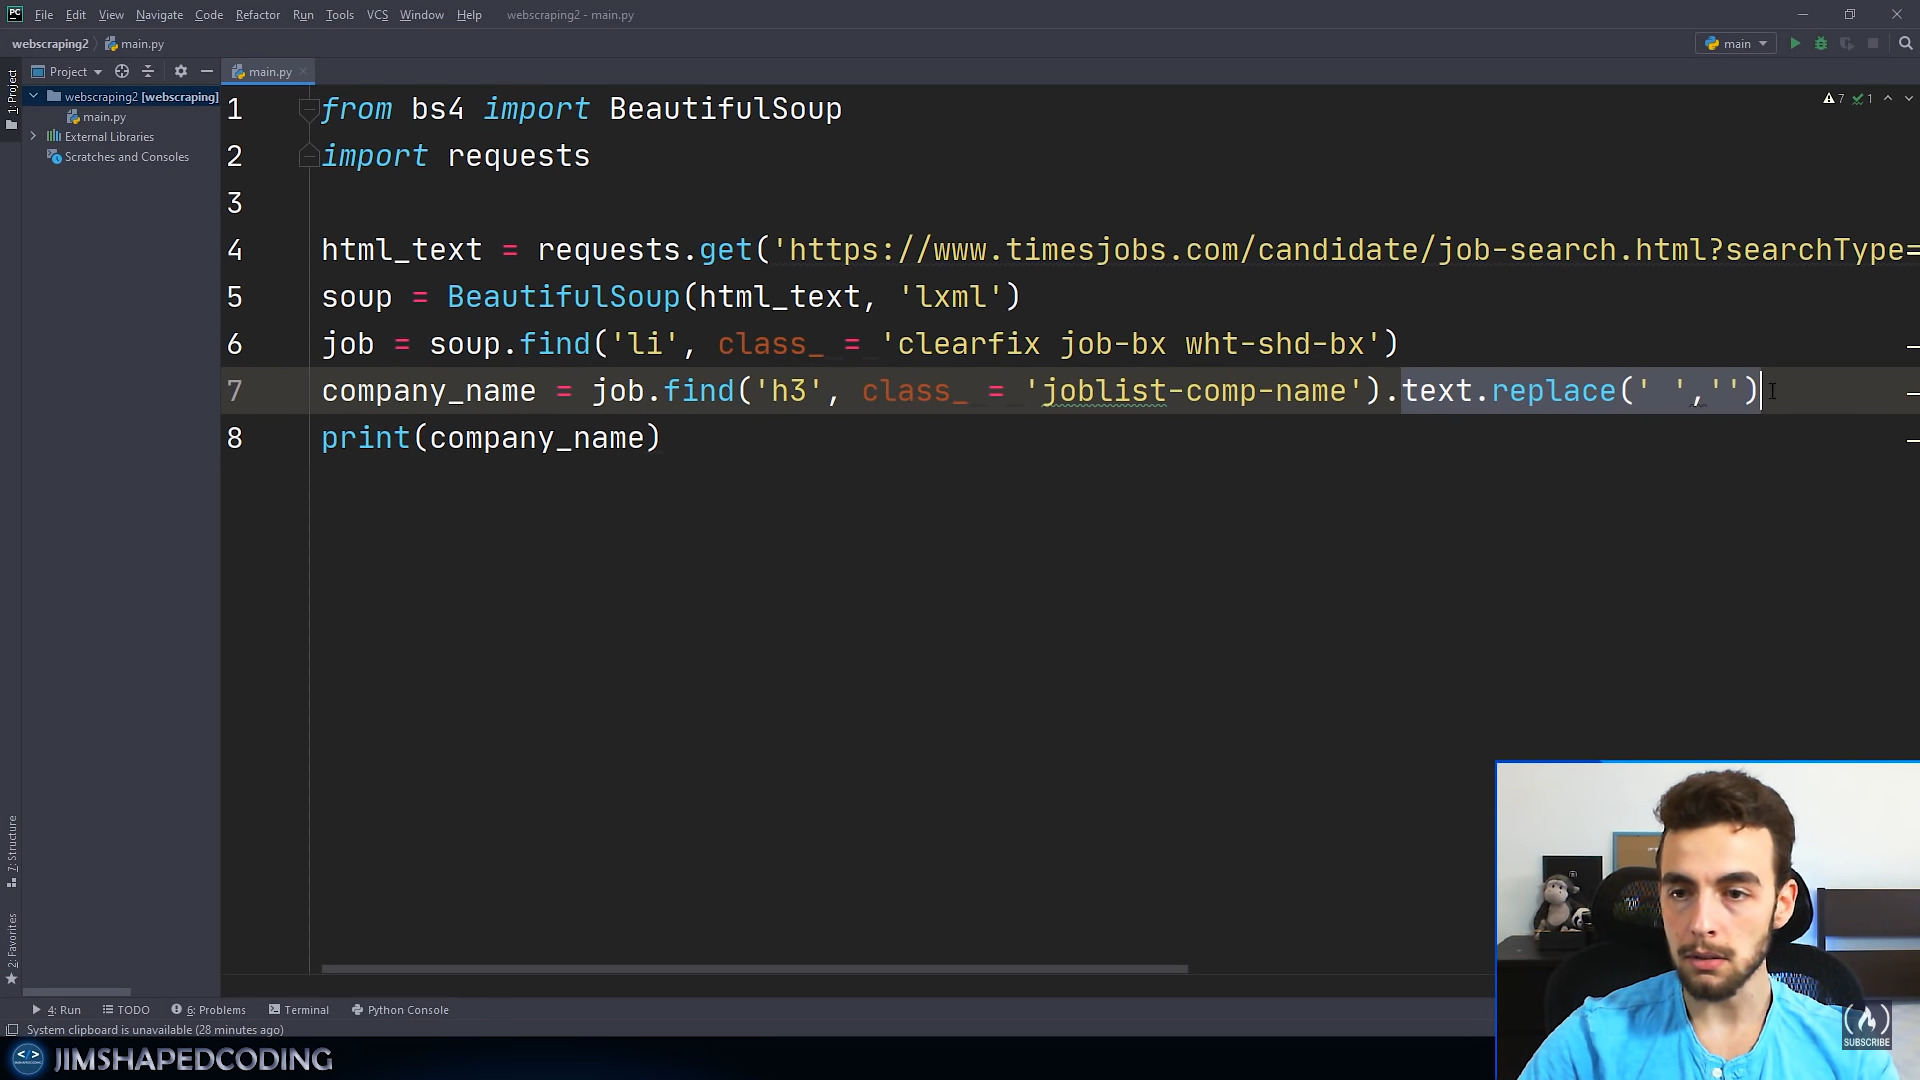 PC File Edit View Navigate Code Refactor Run Tools VCS Window Help webscraping2 - main.py
webscraping2 main.py
main
1: Project
Project
main.py
webscraping2 [webscraping]
main.py
External Libraries
Scratches and Consoles
7 1
1 from bs4 import BeautifulSoup
2 import requests
3
4 html_text = requests.get('https://www.timesjobs.com/candidate/job-search.html?searchType=
5 soup = BeautifulSoup(html_text, 'lxml')
6 job = soup.find('li', class_ = 'clearfix job-bx wht-shd-bx')
7 company_name = job.find('h3', class_ = 'joblist-comp-name').text.replace(' ','')
8 print(company_name)
7: Structure
2: Favorites
4: Run TODO 6: Problems Terminal Python Console
System clipboard is unavailable (28 minutes ago)
</> JIMSHAPEDCODING
SUBSCRIBE